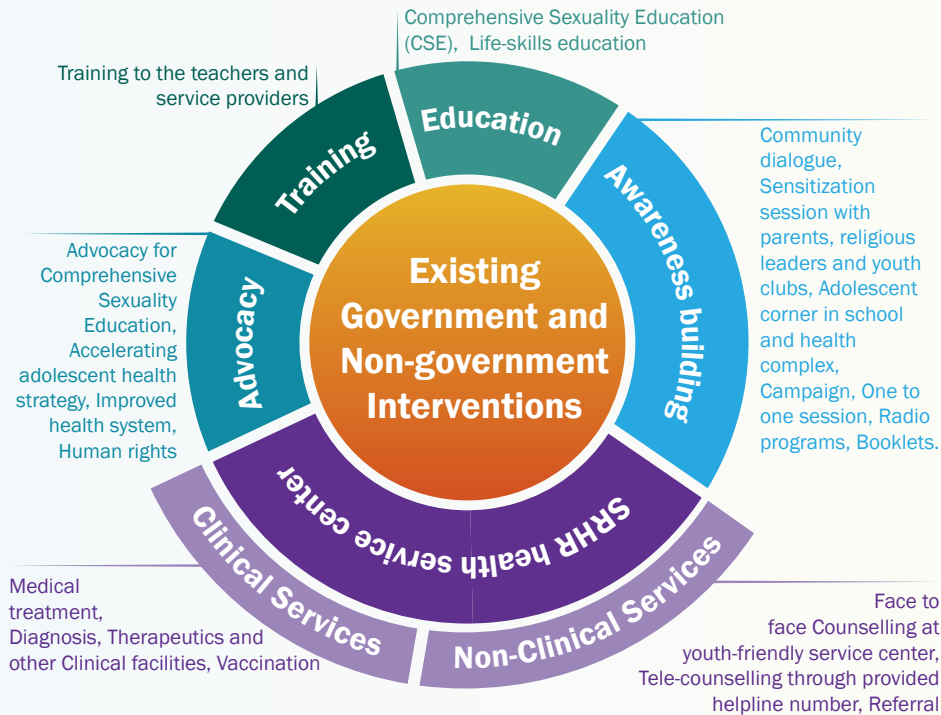 Comprehensive Sexuality Education
(CSE), Life-skills education
Training to the teachers and
service providers
Education
Training
Awareness building
Community
dialogue,
Sensitization
session with
parents, religious
leaders and youth
clubs, Adolescent
corner in school
and health
complex,
Campaign, One to
one session, Radio
programs, Booklets.
Existing
Government and
Non-government
Interventions
Advocacy
Advocacy for
Comprehensive
Sexuality
Education,
Accelerating
adolescent health
strategy, Improved
health system,
Human rights
SRHR health service center
Clinical Services
Non-Clinical Services
Medical
treatment,
Diagnosis, Therapeutics and
other Clinical facilities, Vaccination
Face to
face Counselling at
youth-friendly service center,
Tele-counselling through provided
helpline number, Referral